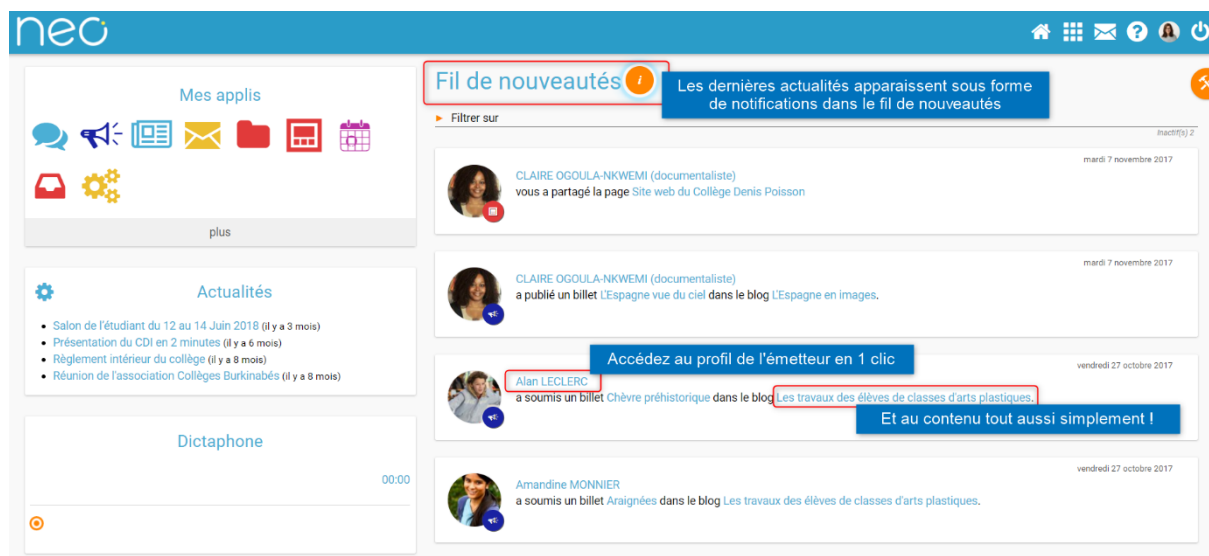 neo
Mes applis
plus
Actualités
Salon de l'étudiant du 12 au 14 Juin 2018 (il y a 3 mois)
Présentation du CDI en 2 minutes (il y a 6 mois)
Règlement intérieur du collège (il y a 8 mois)
Réunion de l'association Collèges Burkinabés (il y a 8 mois)
Dictaphone
00:00
Fil de nouveautés i
Les dernières actualités apparaissent sous forme
de notifications dans le fil de nouveautés
Filtrer sur
Inactif(s) 2
mardi 7 novembre 2017
CLAIRE OGOULA-NKWEMI (documentaliste)
vous a partagé la page Site web du Collège Denis Poisson
mardi 7 novembre 2017
CLAIRE OGOULA-NKWEMI (documentaliste)
a publié un billet L'Espagne vue du ciel dans le blog L'Espagne en images.
Accédez au profil de l'émetteur en 1 clic
vendredi 27 octobre 2017
Alan LECLERC
a soumis un billet Chèvre préhistorique dans le blog Les travaux des élèves de classes d'arts plastiques.
Et au contenu tout aussi simplement !
vendredi 27 octobre 2017
Amandine MONNIER
a soumis un billet Araignées dans le blog Les travaux des élèves de classes d'arts plastiques.